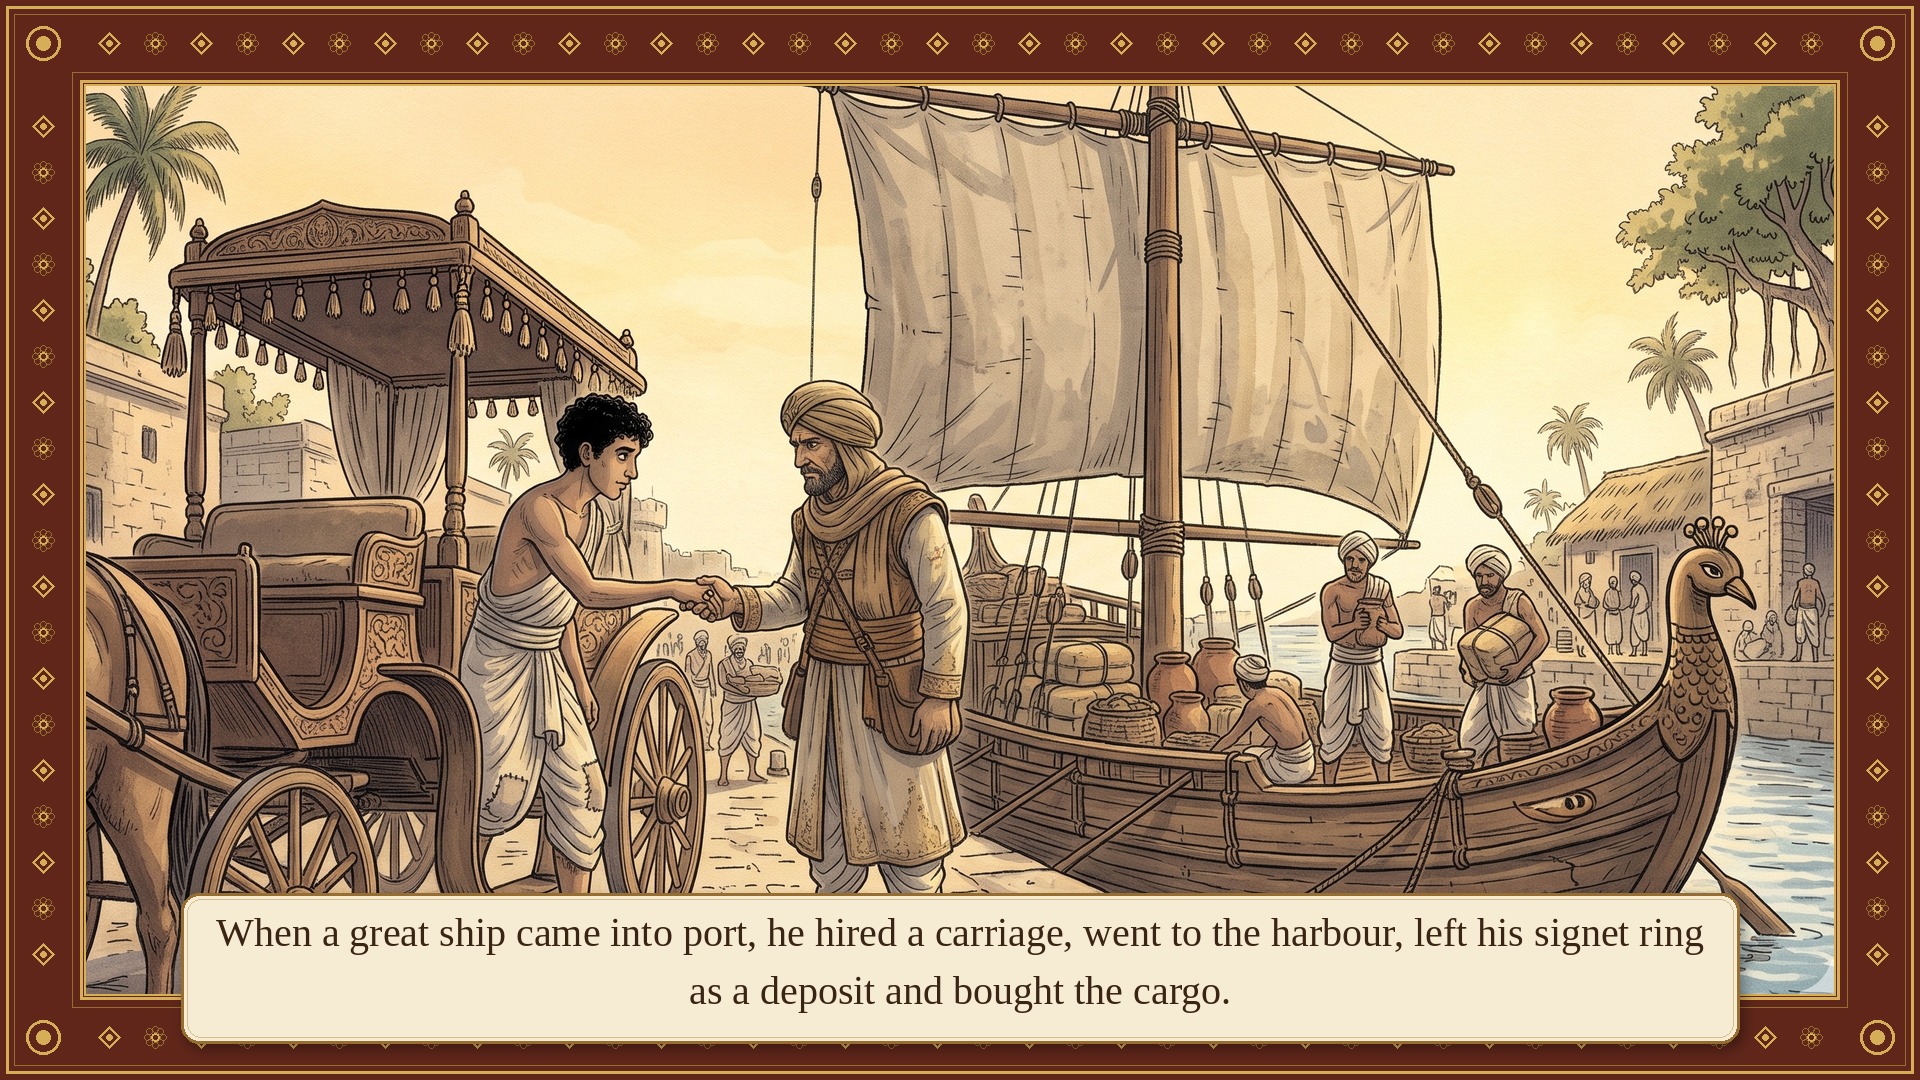 When a great ship came into port, he hired a carriage, went to the harbour, left his signet ring
as a deposit and bought the cargo.